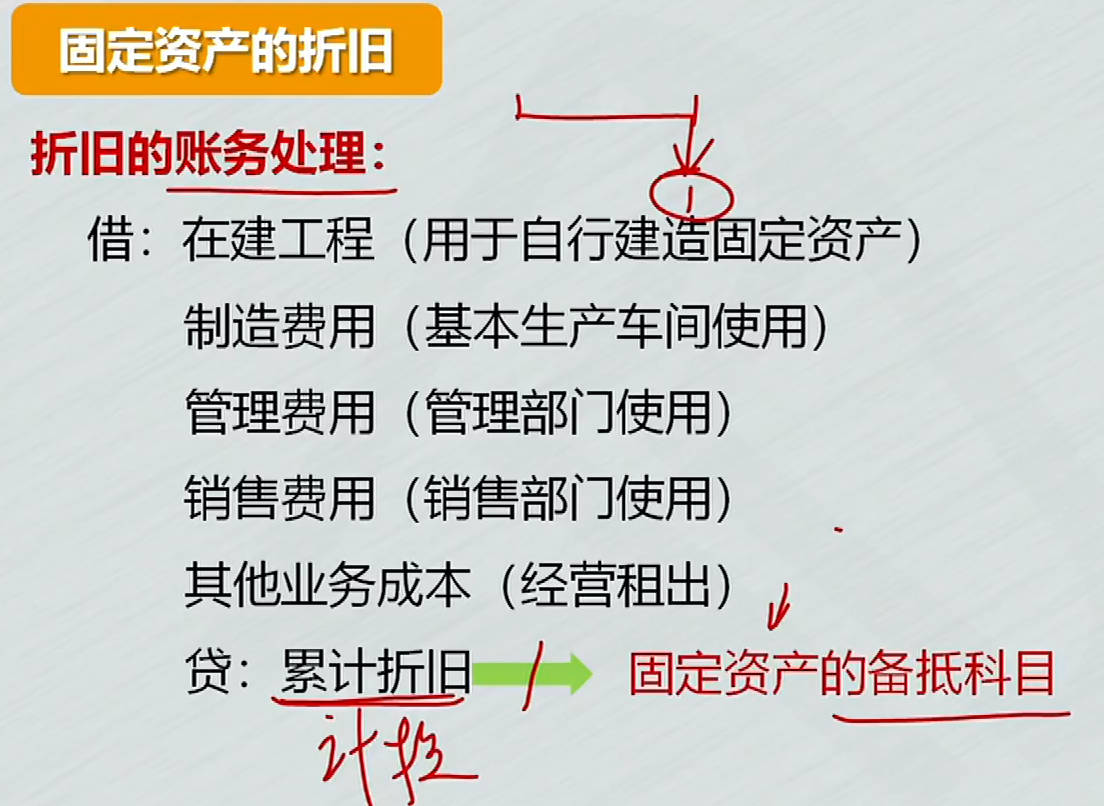 固定资产的折旧
折旧的账务处理：
借：在建工程（用于自行建造固定资产）
制造费用（基本生产车间使用）
管理费用（管理部门使用）
销售费用（销售部门使用）
其他业务成本（经营租出）
贷：累计折旧 固定资产的备抵科目